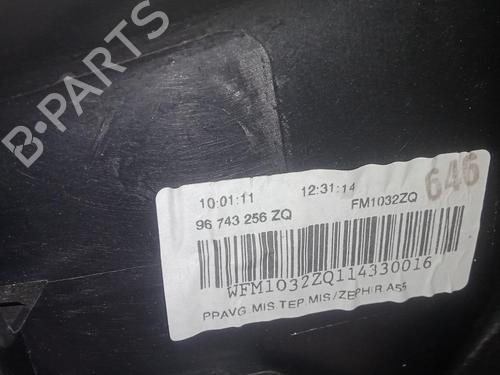 B-PARTS
646
10:01:11 12:31:14 FM1032ZQ
96 743 256 ZQ
WFM1032ZQ114330016
PPAVG MIS TEP MIS/ZEPHIR A55